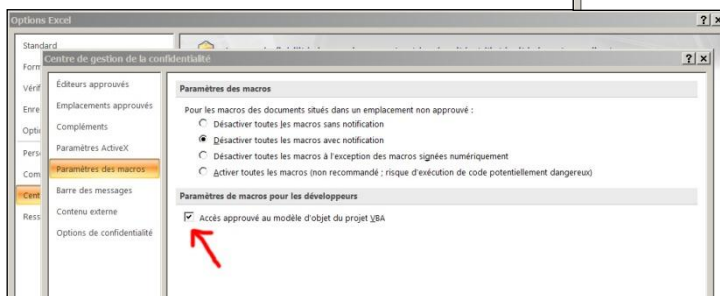 Options Excel
Standard
Centre de gestion de la confidentialité
Éditeurs approuvés
Emplacements approuvés
Compléments
Paramètres ActiveX
Paramètres des macros
Barre des messages
Contenu externe
Options de confidentialité
Paramètres des macros
Pour les macros des documents situés dans un emplacement non approuvé :
Désactiver toutes les macros sans notification
Désactiver toutes les macros avec notification
Désactiver toutes les macros à l'exception des macros signées numériquement
Activer toutes les macros (non recommandé ; risque d'exécution de code potentiellement dangereux)
Paramètres de macros pour les développeurs
Accès approuvé au modèle d'objet du projet VBA